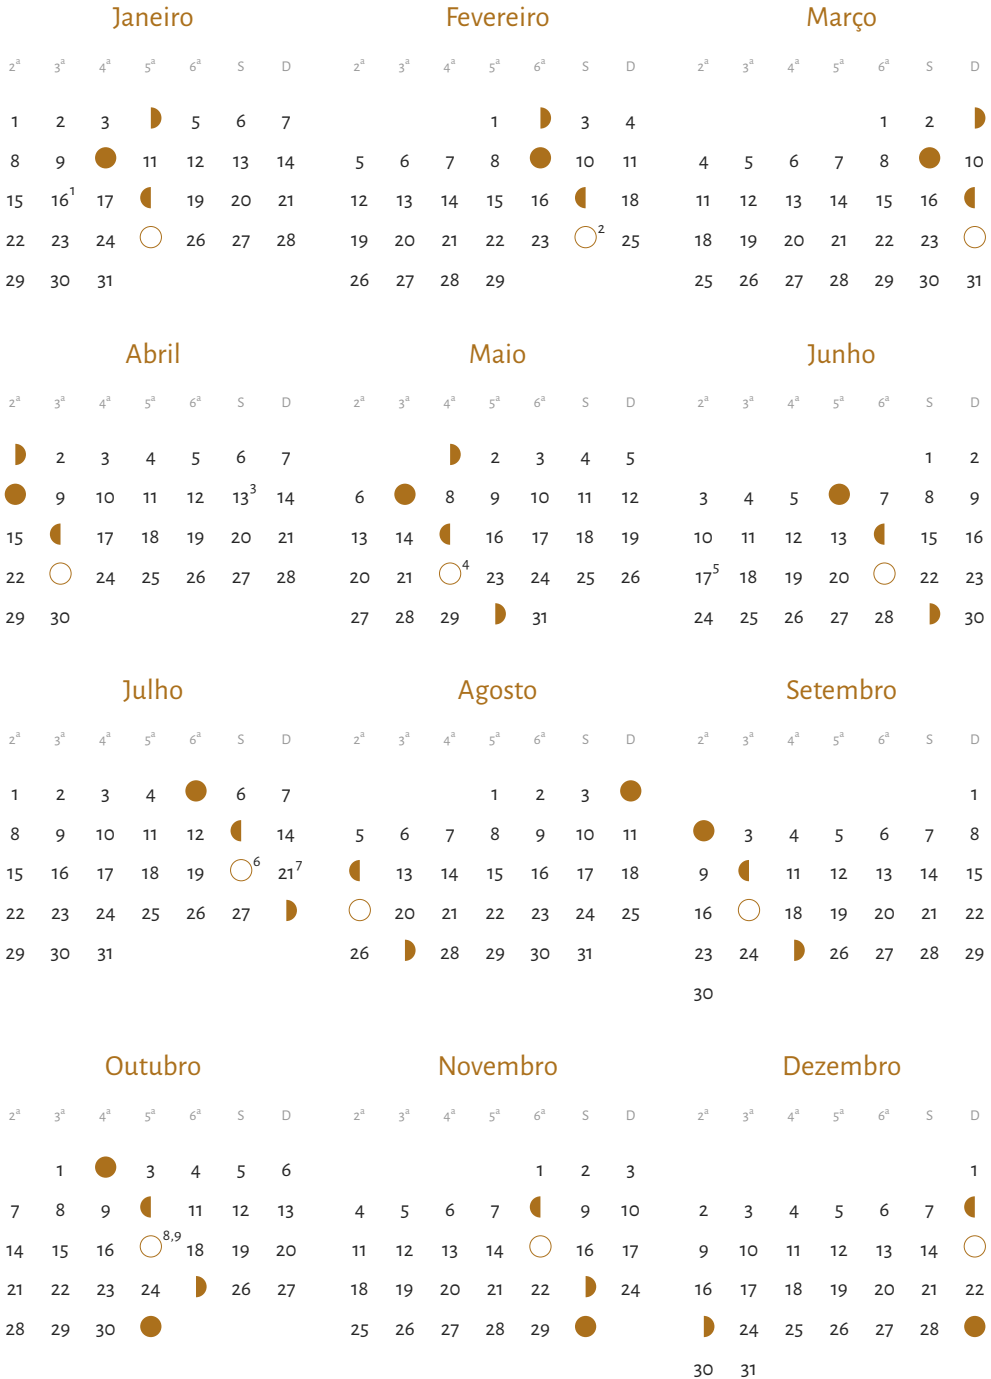 Janeiro Fevereiro Março
2ª 3ª 4ª 5ª 6ª S D 2ª 3ª 4ª 5ª 6ª S D 2ª 3ª 4ª 5ª 6ª S D
1 2 3 5 6 7 1 3 4 1 2
8 9 11 12 13 14 5 6 7 8 10 11 4 5 6 7 8 10
15 16¹ 17 19 20 21 12 13 14 15 16 18 11 12 13 14 15 16
22 23 24 26 27 28 19 20 21 22 23 ² 25 18 19 20 21 22 23
29 30 31 26 27 28 29 25 26 27 28 29 30 31
Abril Maio Junho
2ª 3ª 4ª 5ª 6ª S D 2ª 3ª 4ª 5ª 6ª S D 2ª 3ª 4ª 5ª 6ª S D
2 3 4 5 6 7 2 3 4 5 1 2
9 10 11 12 13³ 14 6 8 9 10 11 12 3 4 5 7 8 9
15 17 18 19 20 21 13 14 16 17 18 19 10 11 12 13 15 16
22 24 25 26 27 28 20 21 ⁴ 23 24 25 26 17⁵ 18 19 20 22 23
29 30 27 28 29 31 24 25 26 27 28 30
Julho Agosto Setembro
2ª 3ª 4ª 5ª 6ª S D 2ª 3ª 4ª 5ª 6ª S D 2ª 3ª 4ª 5ª 6ª S D
1 2 3 4 6 7 1 2 3 1
8 9 10 11 12 14 5 6 7 8 9 10 11 3 4 5 6 7 8
15 16 17 18 19 ⁶ 21⁷ 13 14 15 16 17 18 9 11 12 13 14 15
22 23 24 25 26 27 20 21 22 23 24 25 16 18 19 20 21 22
29 30 31 26 28 29 30 31 23 24 26 27 28 29
30
Outubro Novembro Dezembro
2ª 3ª 4ª 5ª 6ª S D 2ª 3ª 4ª 5ª 6ª S D 2ª 3ª 4ª 5ª 6ª S D
1 3 4 5 6 1 2 3 1
7 8 9 11 12 13 4 5 6 7 9 10 2 3 4 5 6 7
14 15 16 ⁸,⁹ 18 19 20 11 12 13 14 16 17 9 10 11 12 13 14
21 22 23 24 26 27 18 19 20 21 22 24 16 17 18 19 20 21 22
28 29 30 25 26 27 28 29 24 25 26 27 28
30 31